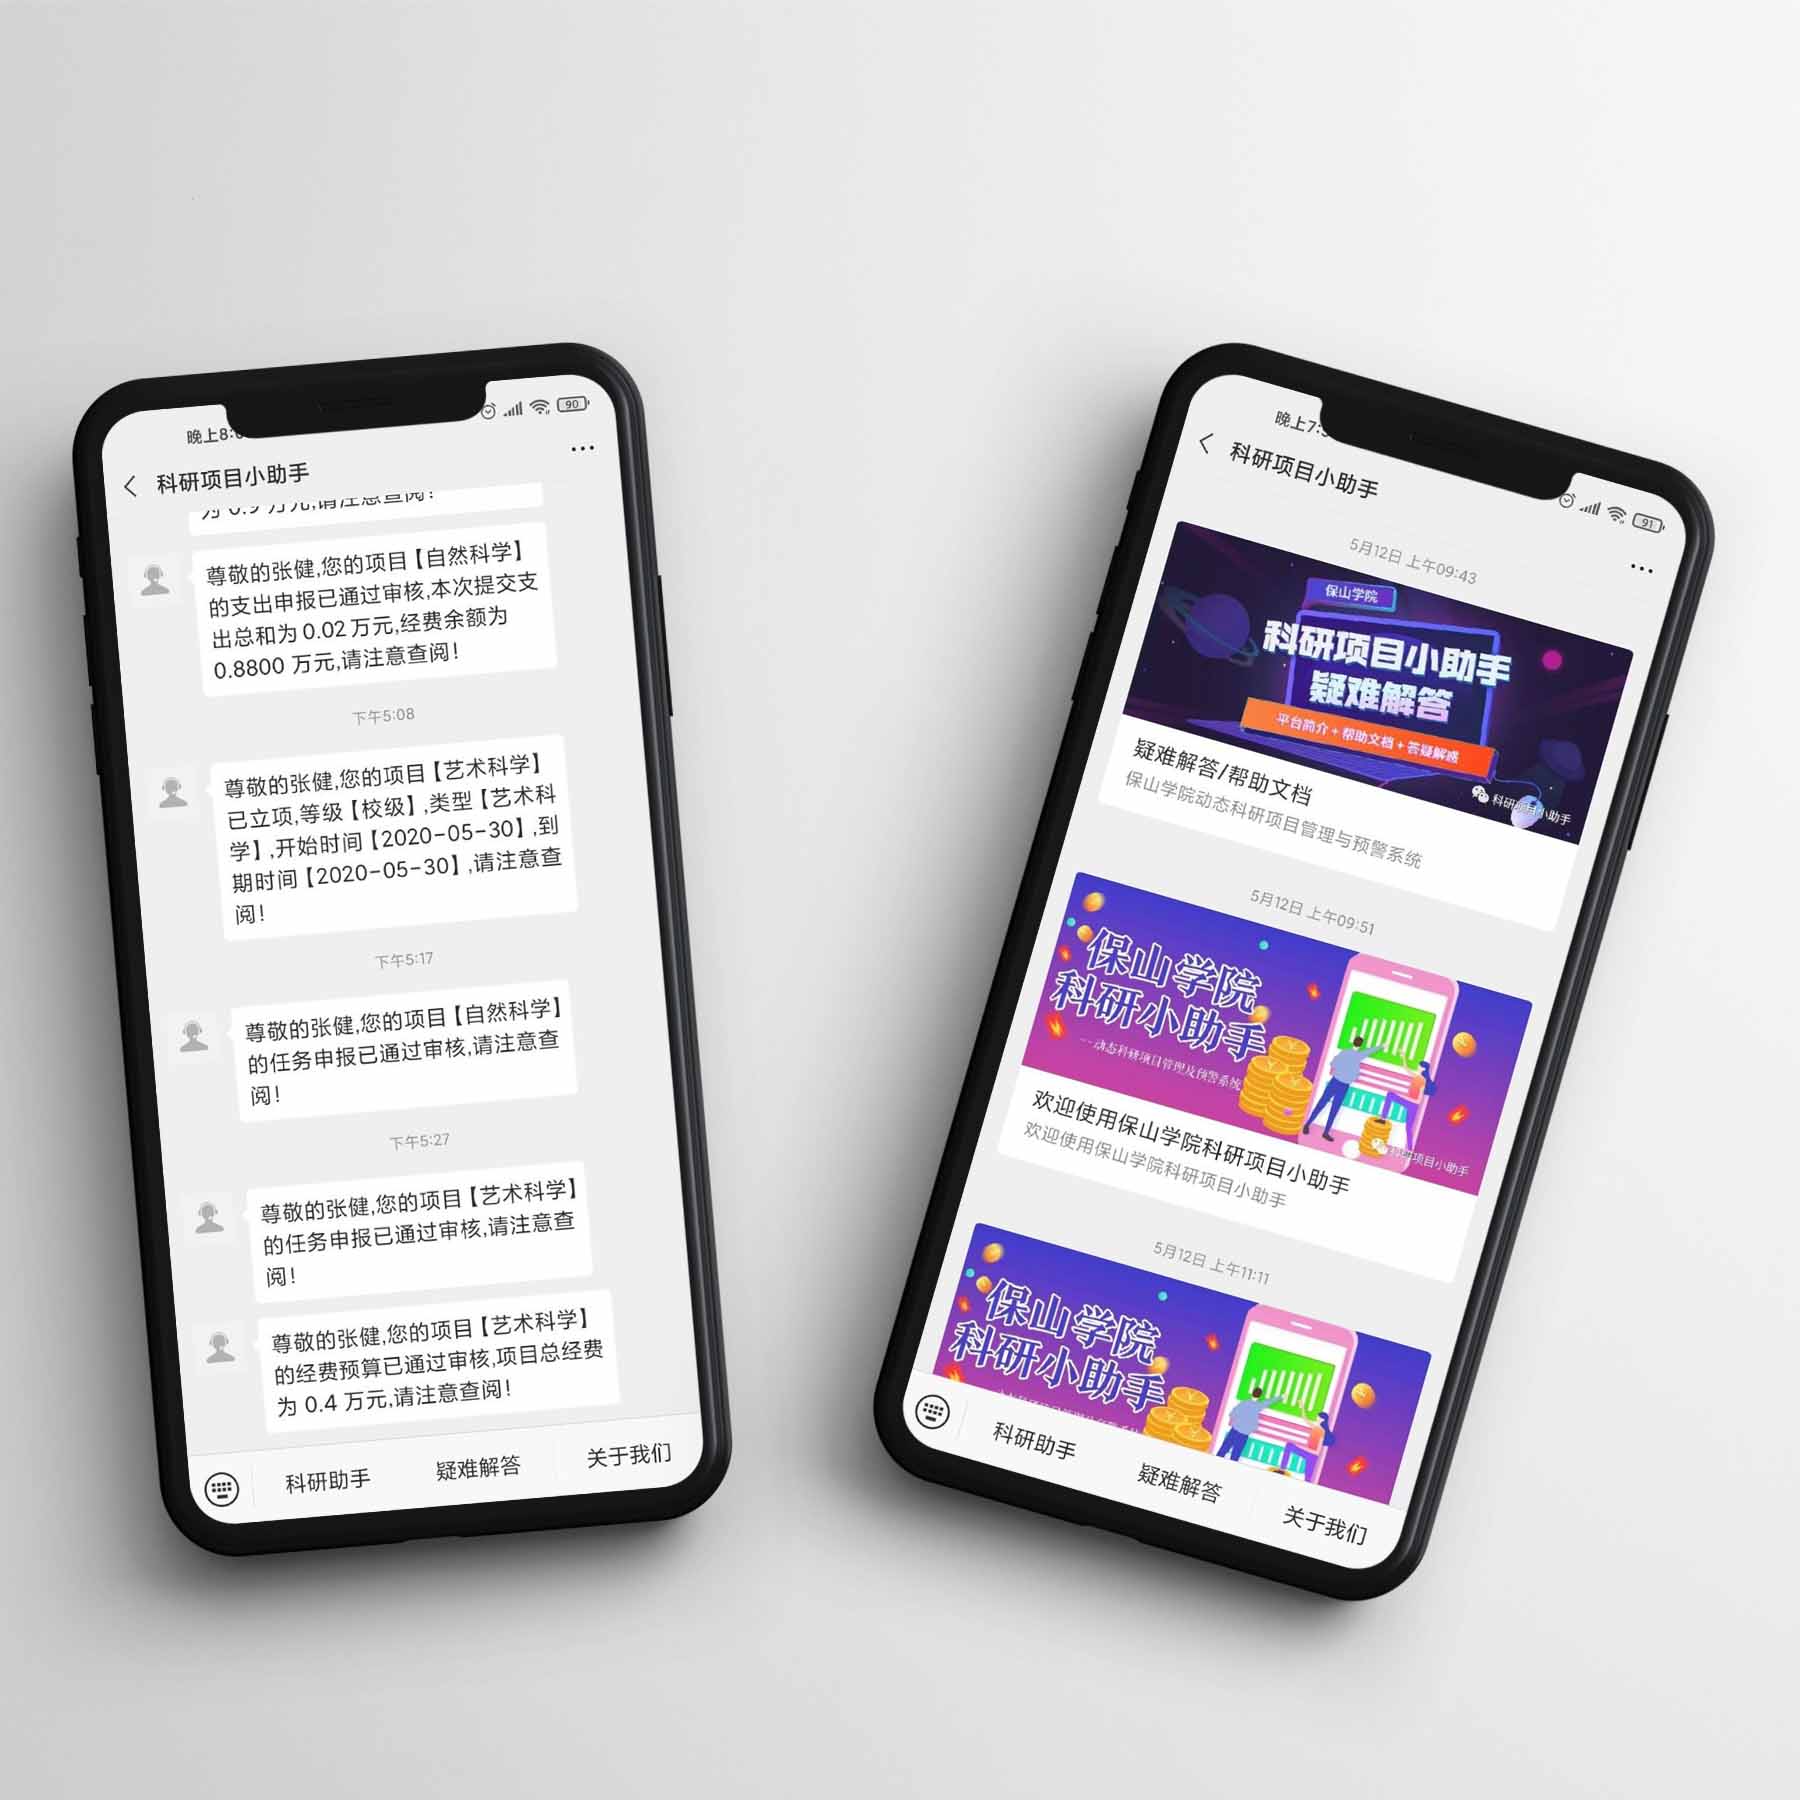 晚上8:0
90
科研项目小助手
为 0.9 万元,请注意查阅!
尊敬的张健,您的项目【自然科学】
的支出申报已通过审核,本次提交支
出总和为 0.02 万元,经费余额为
0.8800 万元,请注意查阅!
下午5:08
尊敬的张健,您的项目【艺术科学】
已立项,等级【校级】,类型【艺术科
学】,开始时间【2020-05-30】,到
期时间【2020-05-30】,请注意查
阅!
下午5:17
尊敬的张健,您的项目【自然科学】
的任务申报已通过审核,请注意查
阅!
下午5:27
尊敬的张健,您的项目【艺术科学】
的任务申报已通过审核,请注意查
阅!
尊敬的张健,您的项目【艺术科学】
的经费预算已通过审核,项目总经费
为 0.4 万元,请注意查阅!
科研助手
疑难解答
关于我们
晚上7:
91
科研项目小助手
5月12日 上午09:43
保山学院
科研项目小助手
疑难解答
平台简介+帮助文档+答疑解惑
科研项目小助手
疑难解答/帮助文档
保山学院动态科研项目管理与预警系统
5月12日 上午09:51
保山学院
科研小助手
--动态科研项目管理及预警系统
科研项目小助手
欢迎使用保山学院科研项目小助手
欢迎使用保山学院科研项目小助手
5月12日 上午11:11
保山学院
科研小助手
科研助手
疑难解答
关于我们